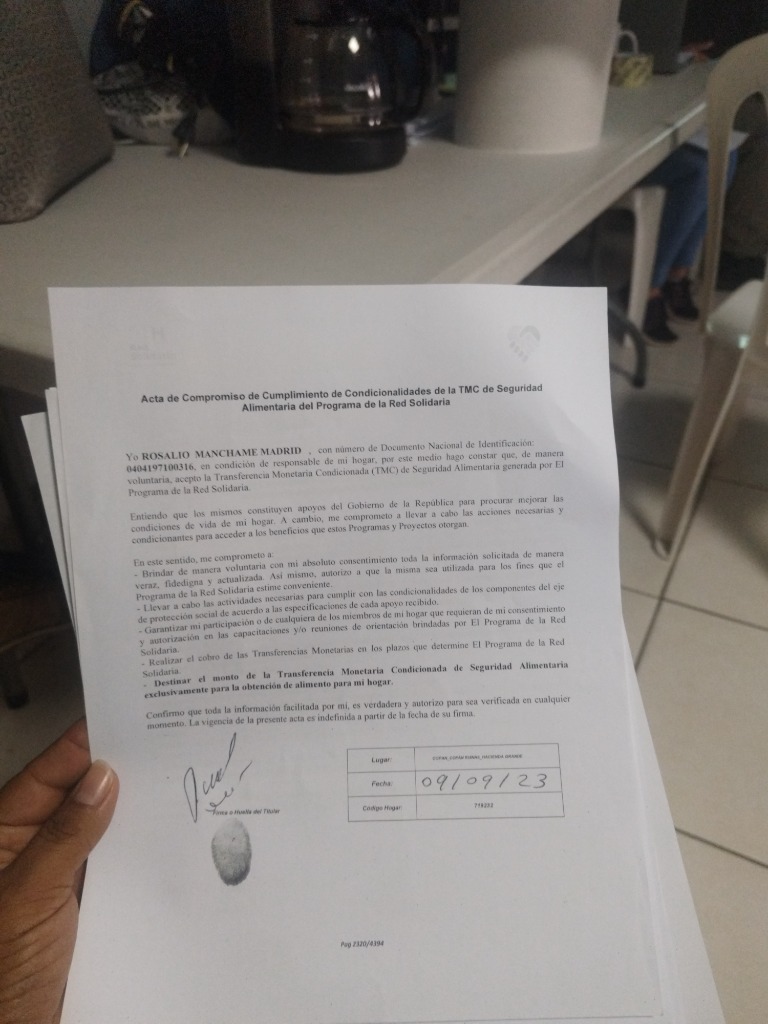 Acta de Compromiso de Cumplimiento de Condicionalidades de la TMC de Seguridad
Alimentaria del Programa de la Red Solidaria
Yo ROSALIO MANCHAME MADRID , con número de Documento Nacional de Identificación:
0404197100316, en condición de responsable de mi hogar, por este medio hago constar que, de manera
voluntaria, acepto la Transferencia Monetaria Condicionada (TMC) de Seguridad Alimentaria generada por El
Programa de la Red Solidaria.
Entiendo que los mismos constituyen apoyos del Gobierno de la República para procurar mejorar las
condiciones de vida de mi hogar. A cambio, me comprometo a llevar a cabo las acciones necesarias y
condicionantes para acceder a los beneficios que estos Programas y Proyectos otorgan.
En este sentido, me comprometo a:
- Brindar de manera voluntaria con mi absoluto consentimiento toda la información solicitada de manera
veraz, fidedigna y actualizada. Así mismo, autorizo a que la misma sea utilizada para los fines que el
Programa de la Red Solidaria estime conveniente.
- Llevar a cabo las actividades necesarias para cumplir con las condicionalidades de los componentes del eje
de protección social de acuerdo a las especificaciones de cada apoyo recibido.
- Garantizar mi participación o de cualquiera de los miembros de mi hogar que requieran de mi consentimiento
y autorización en las capacitaciones y/o reuniones de orientación brindadas por El Programa de la Red
Solidaria.
- Realizar el cobro de las Transferencias Monetarias en los plazos que determine El Programa de la Red
Solidaria.
- Destinar el monto de la Transferencia Monetaria Condicionada de Seguridad Alimentaria
exclusivamente para la obtención de alimento para mi hogar.
Confirmo que toda la información facilitada por mi, es verdadera y autorizo para sea verificada en cualquier
momento. La vigencia de la presente acta es indefinida a partir de la fecha de su firma.
Lugar: COPAN_COPAN RUINAS_HACIENDA GRANDE
Fecha: 09/09/23
Código Hogar:
Firma o Huella del Titular
Pag 2320/4394